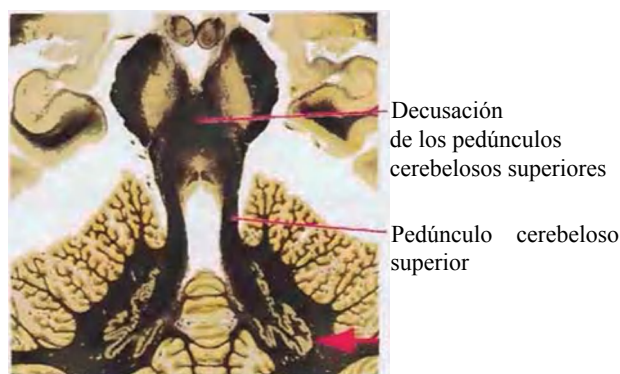 Decusación
de los pedúnculos
cerebelosos superiores
Pedúnculo cerebeloso
superior